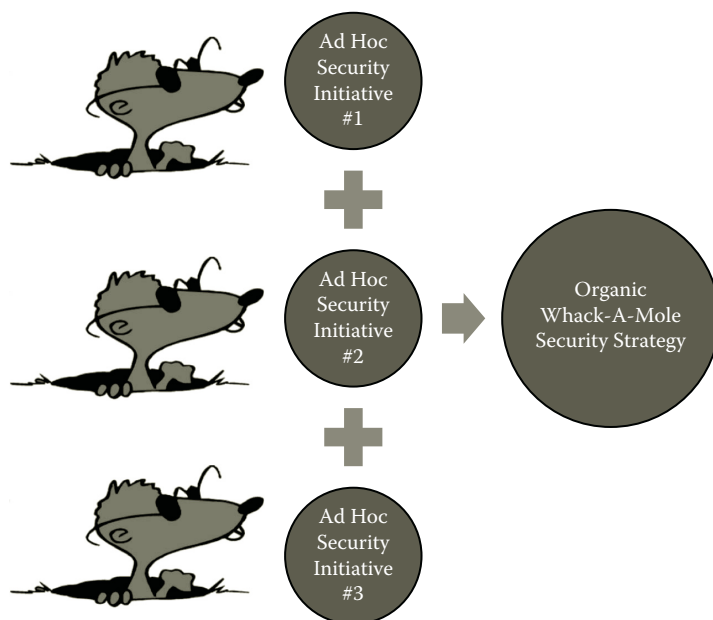 Ad Hoc
Security
Initiative
#1
Ad Hoc
Security
Initiative
#2
Organic
Whack-A-Mole
Security Strategy
Ad Hoc
Security
Initiative
#3